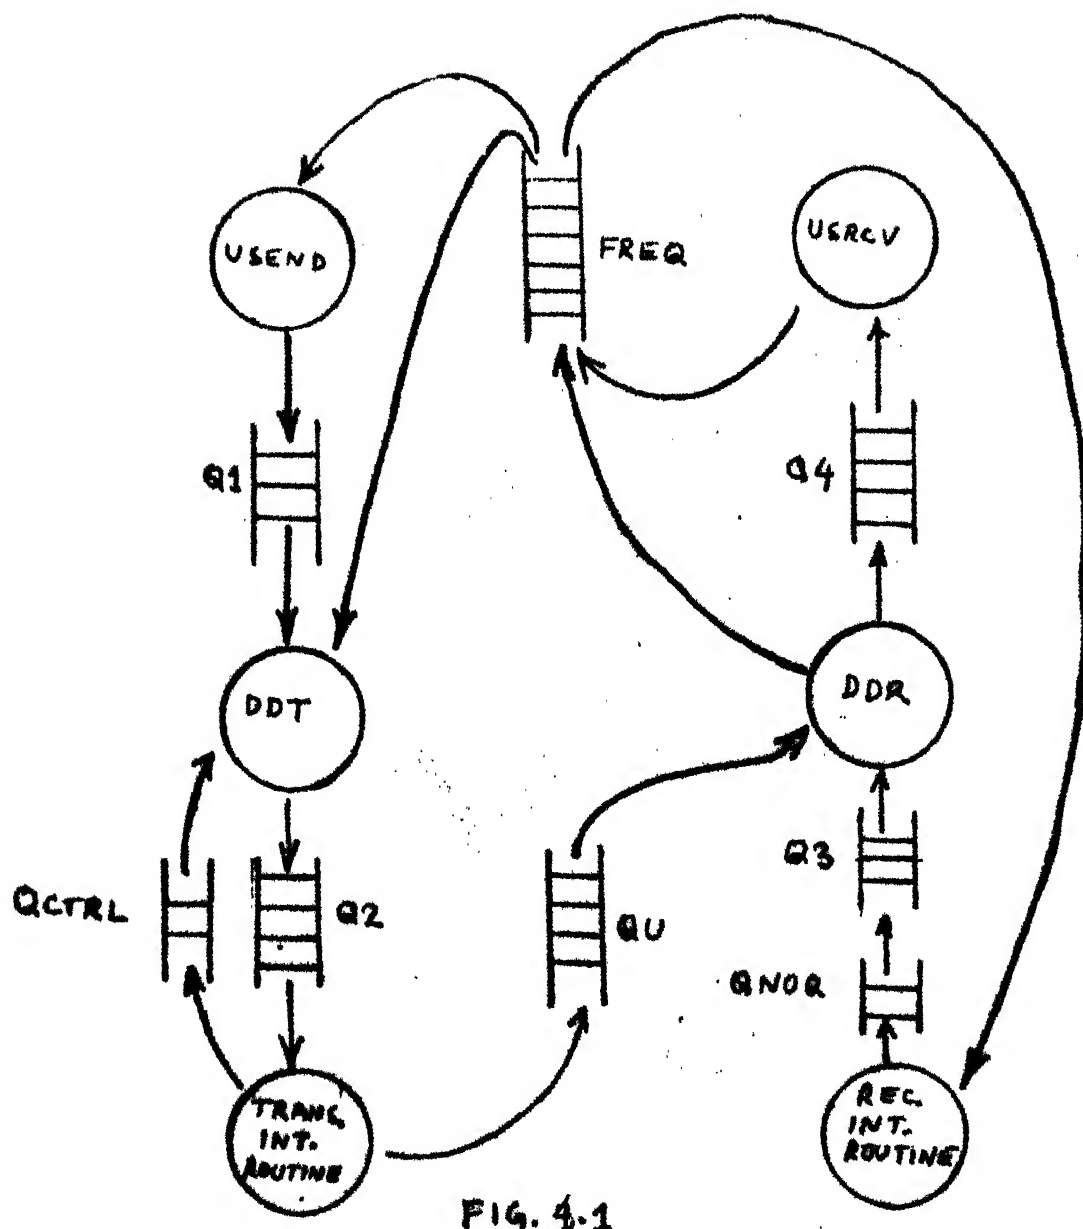 USEND
FREQ
USRCV
Q1
Q4
DDT
DDR
QCTRL
Q2
QU
Q3
QNOQ
TRANS.
INT.
ROUTINE
REC.
INT.
ROUTINE
FIG. 4.1